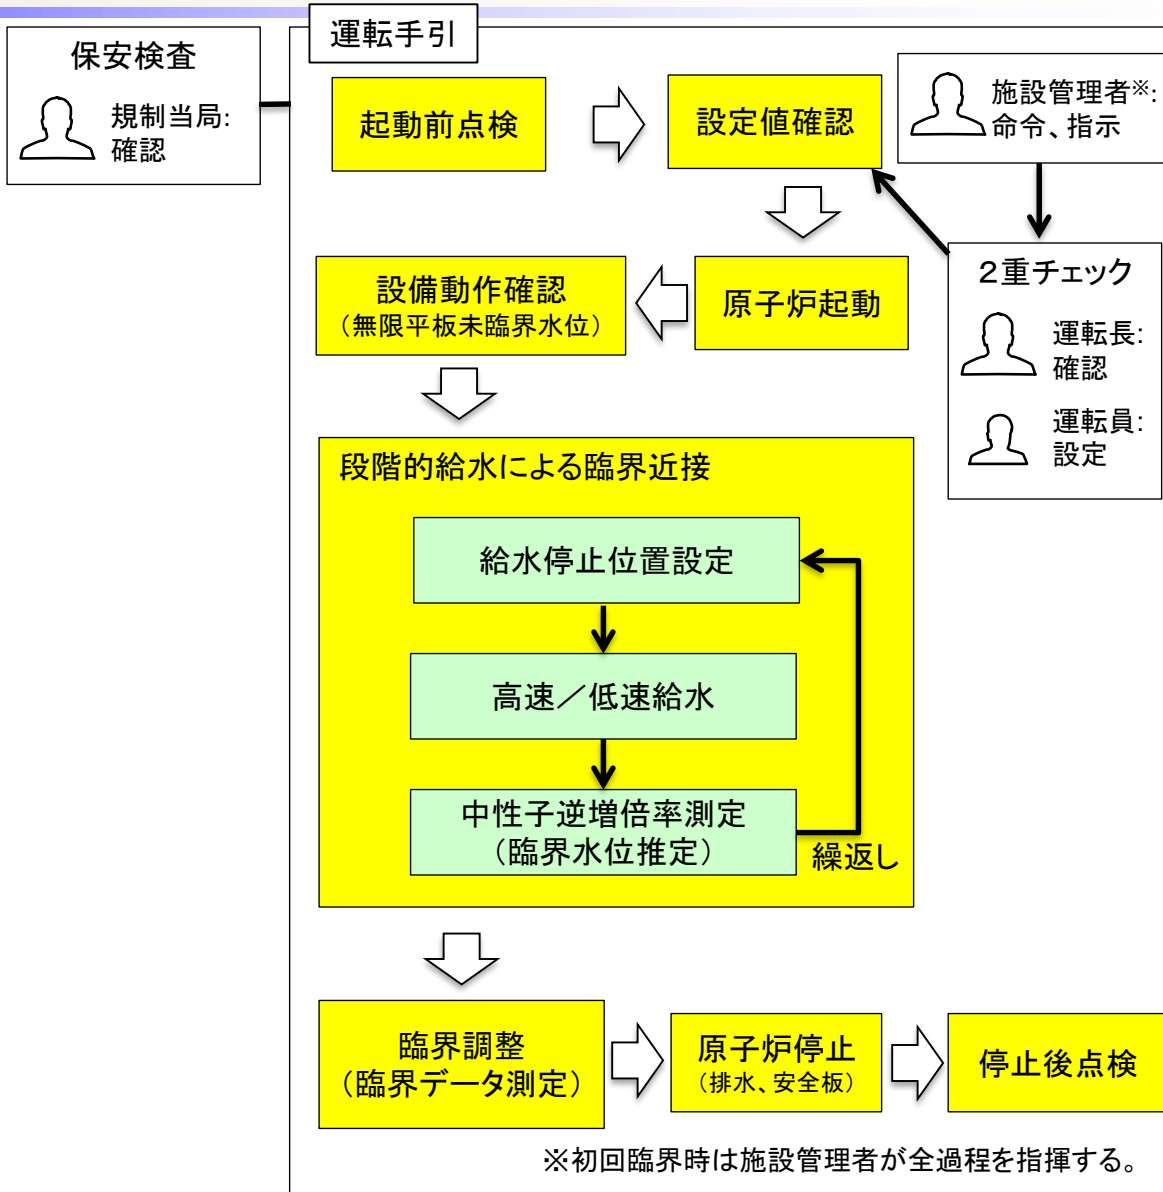 運転手引
保安検査
規制当局:
確認
起動前点検
設定値確認
施設管理者※:
命令、指示
2重チェック
運転長:
確認
運転員:
設定
原子炉起動
設備動作確認
（無限平板未臨界水位）
段階的給水による臨界近接
給水停止位置設定
高速／低速給水
中性子逆増倍率測定
（臨界水位推定）
繰返し
臨界調整
（臨界データ測定）
原子炉停止
（排水、安全板）
停止後点検
※初回臨界時は施設管理者が全過程を指揮する。